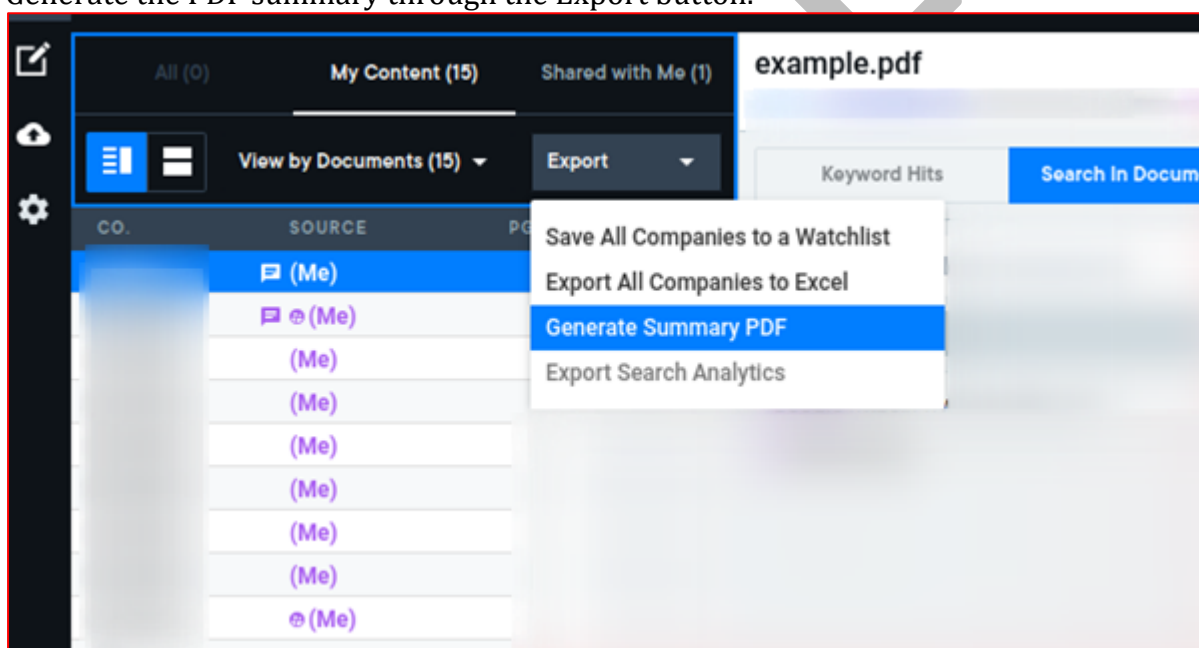 Generate the PDF summary through the Export button.
All (0) My Content (15) Shared with Me (1)
example.pdf
View by Documents (15) Export
Keyword Hits Search In Docum
CO. SOURCE
Save All Companies to a Watchlist
Export All Companies to Excel
Generate Summary PDF
Export Search Analytics
(Me)
(Me)
(Me)
(Me)
(Me)
(Me)
(Me)
(Me)
(Me)